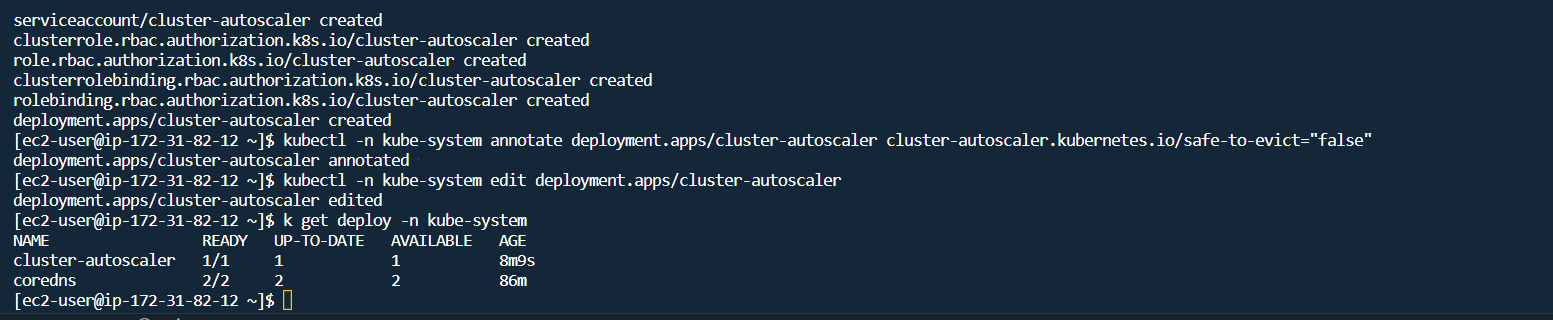 serviceaccount/cluster-autoscaler created
clusterrole.rbac.authorization.k8s.io/cluster-autoscaler created
role.rbac.authorization.k8s.io/cluster-autoscaler created
clusterrolebinding.rbac.authorization.k8s.io/cluster-autoscaler created
rolebinding.rbac.authorization.k8s.io/cluster-autoscaler created
deployment.apps/cluster-autoscaler created
[ec2-user@ip-172-31-82-12 ~]$ kubectl -n kube-system annotate deployment.apps/cluster-autoscaler cluster-autoscaler.kubernetes.io/safe-to-evict="false"
deployment.apps/cluster-autoscaler annotated
[ec2-user@ip-172-31-82-12 ~]$ kubectl -n kube-system edit deployment.apps/cluster-autoscaler
deployment.apps/cluster-autoscaler edited
[ec2-user@ip-172-31-82-12 ~]$ k get deploy -n kube-system
NAME READY UP-TO-DATE AVAILABLE AGE
cluster-autoscaler 1/1 1 1 8m9s
coredns 2/2 2 2 86m
[ec2-user@ip-172-31-82-12 ~]$